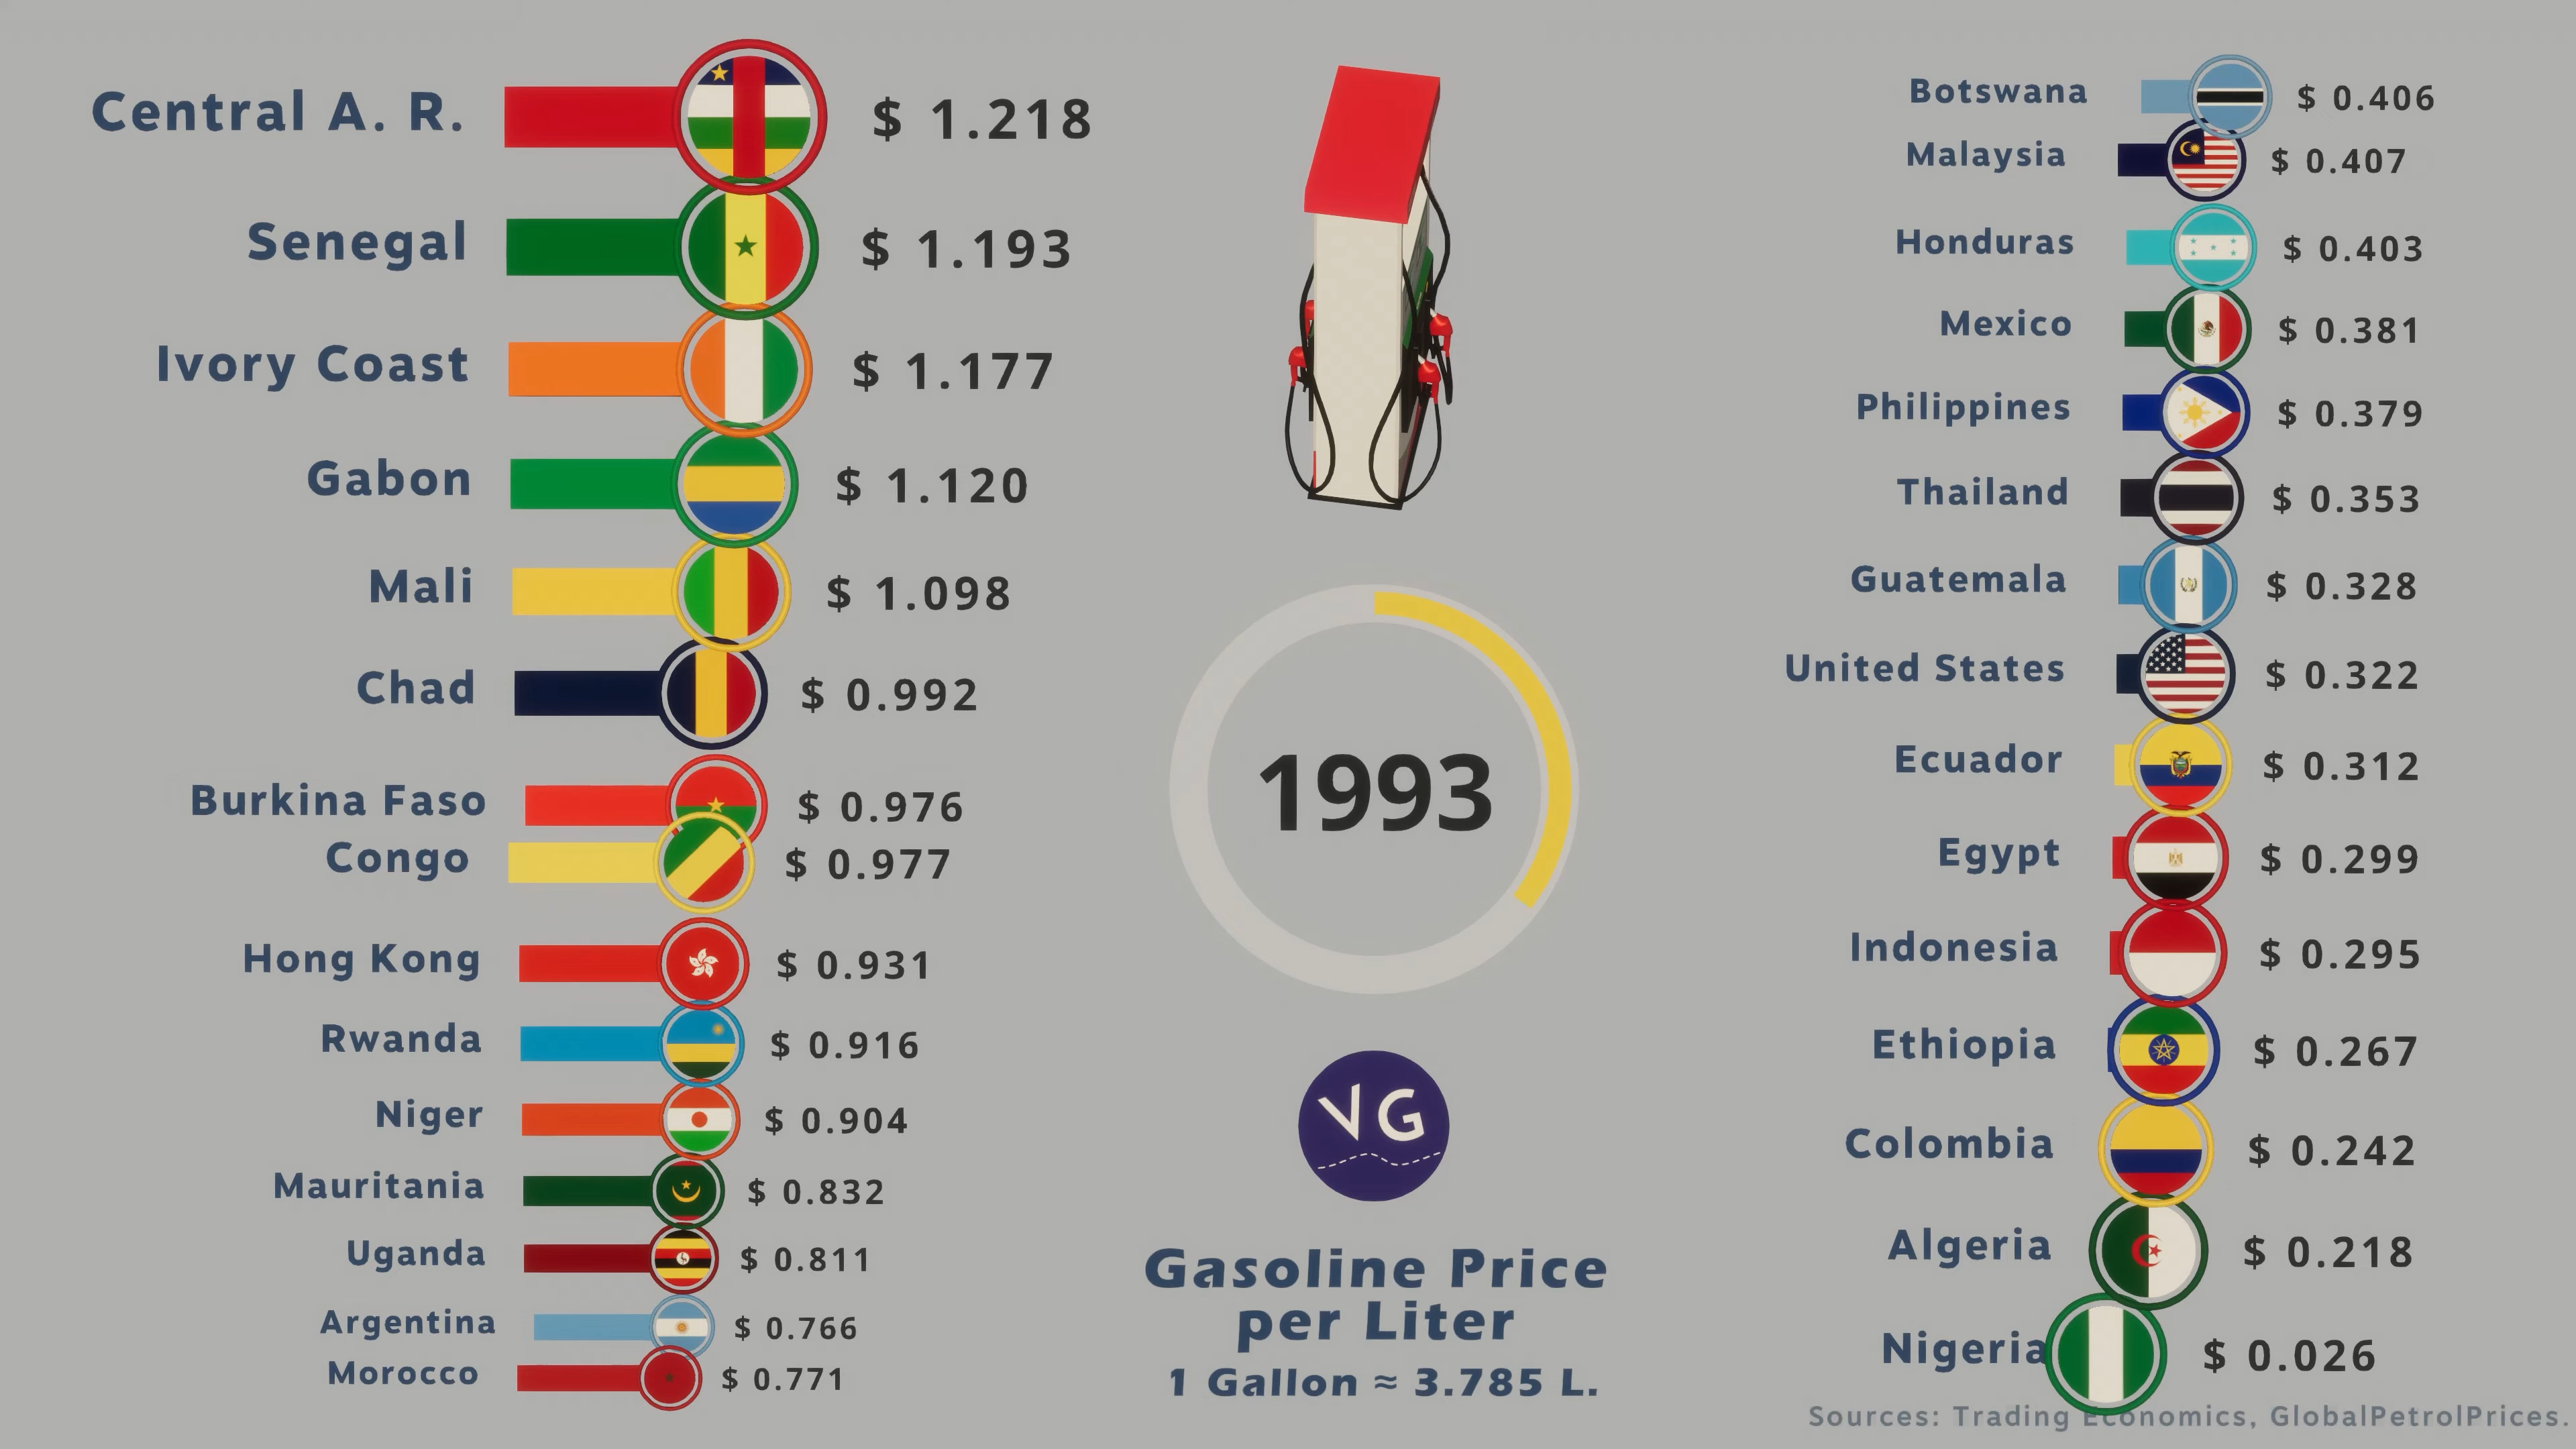 Central A. R. $ 1.218
Senegal $ 1.193
Ivory Coast $ 1.177
Gabon $ 1.120
Mali $ 1.098
Chad $ 0.992
Burkina Faso $ 0.976
Congo $ 0.977
Hong Kong $ 0.931
Rwanda $ 0.916
Niger $ 0.904
Mauritania $ 0.832
Uganda $ 0.811
Argentina $ 0.766
Morocco $ 0.771
1993
VG
Gasoline Price
per Liter
1 Gallon ≈ 3.785 L.
Botswana $ 0.406
Malaysia $ 0.407
Honduras $ 0.403
Mexico $ 0.381
Philippines $ 0.379
Thailand $ 0.353
Guatemala $ 0.328
United States $ 0.322
Ecuador $ 0.312
Egypt $ 0.299
Indonesia $ 0.295
Ethiopia $ 0.267
Colombia $ 0.242
Algeria $ 0.218
Nigeria $ 0.026
Sources: Trading Economics, GlobalPetrolPrices.